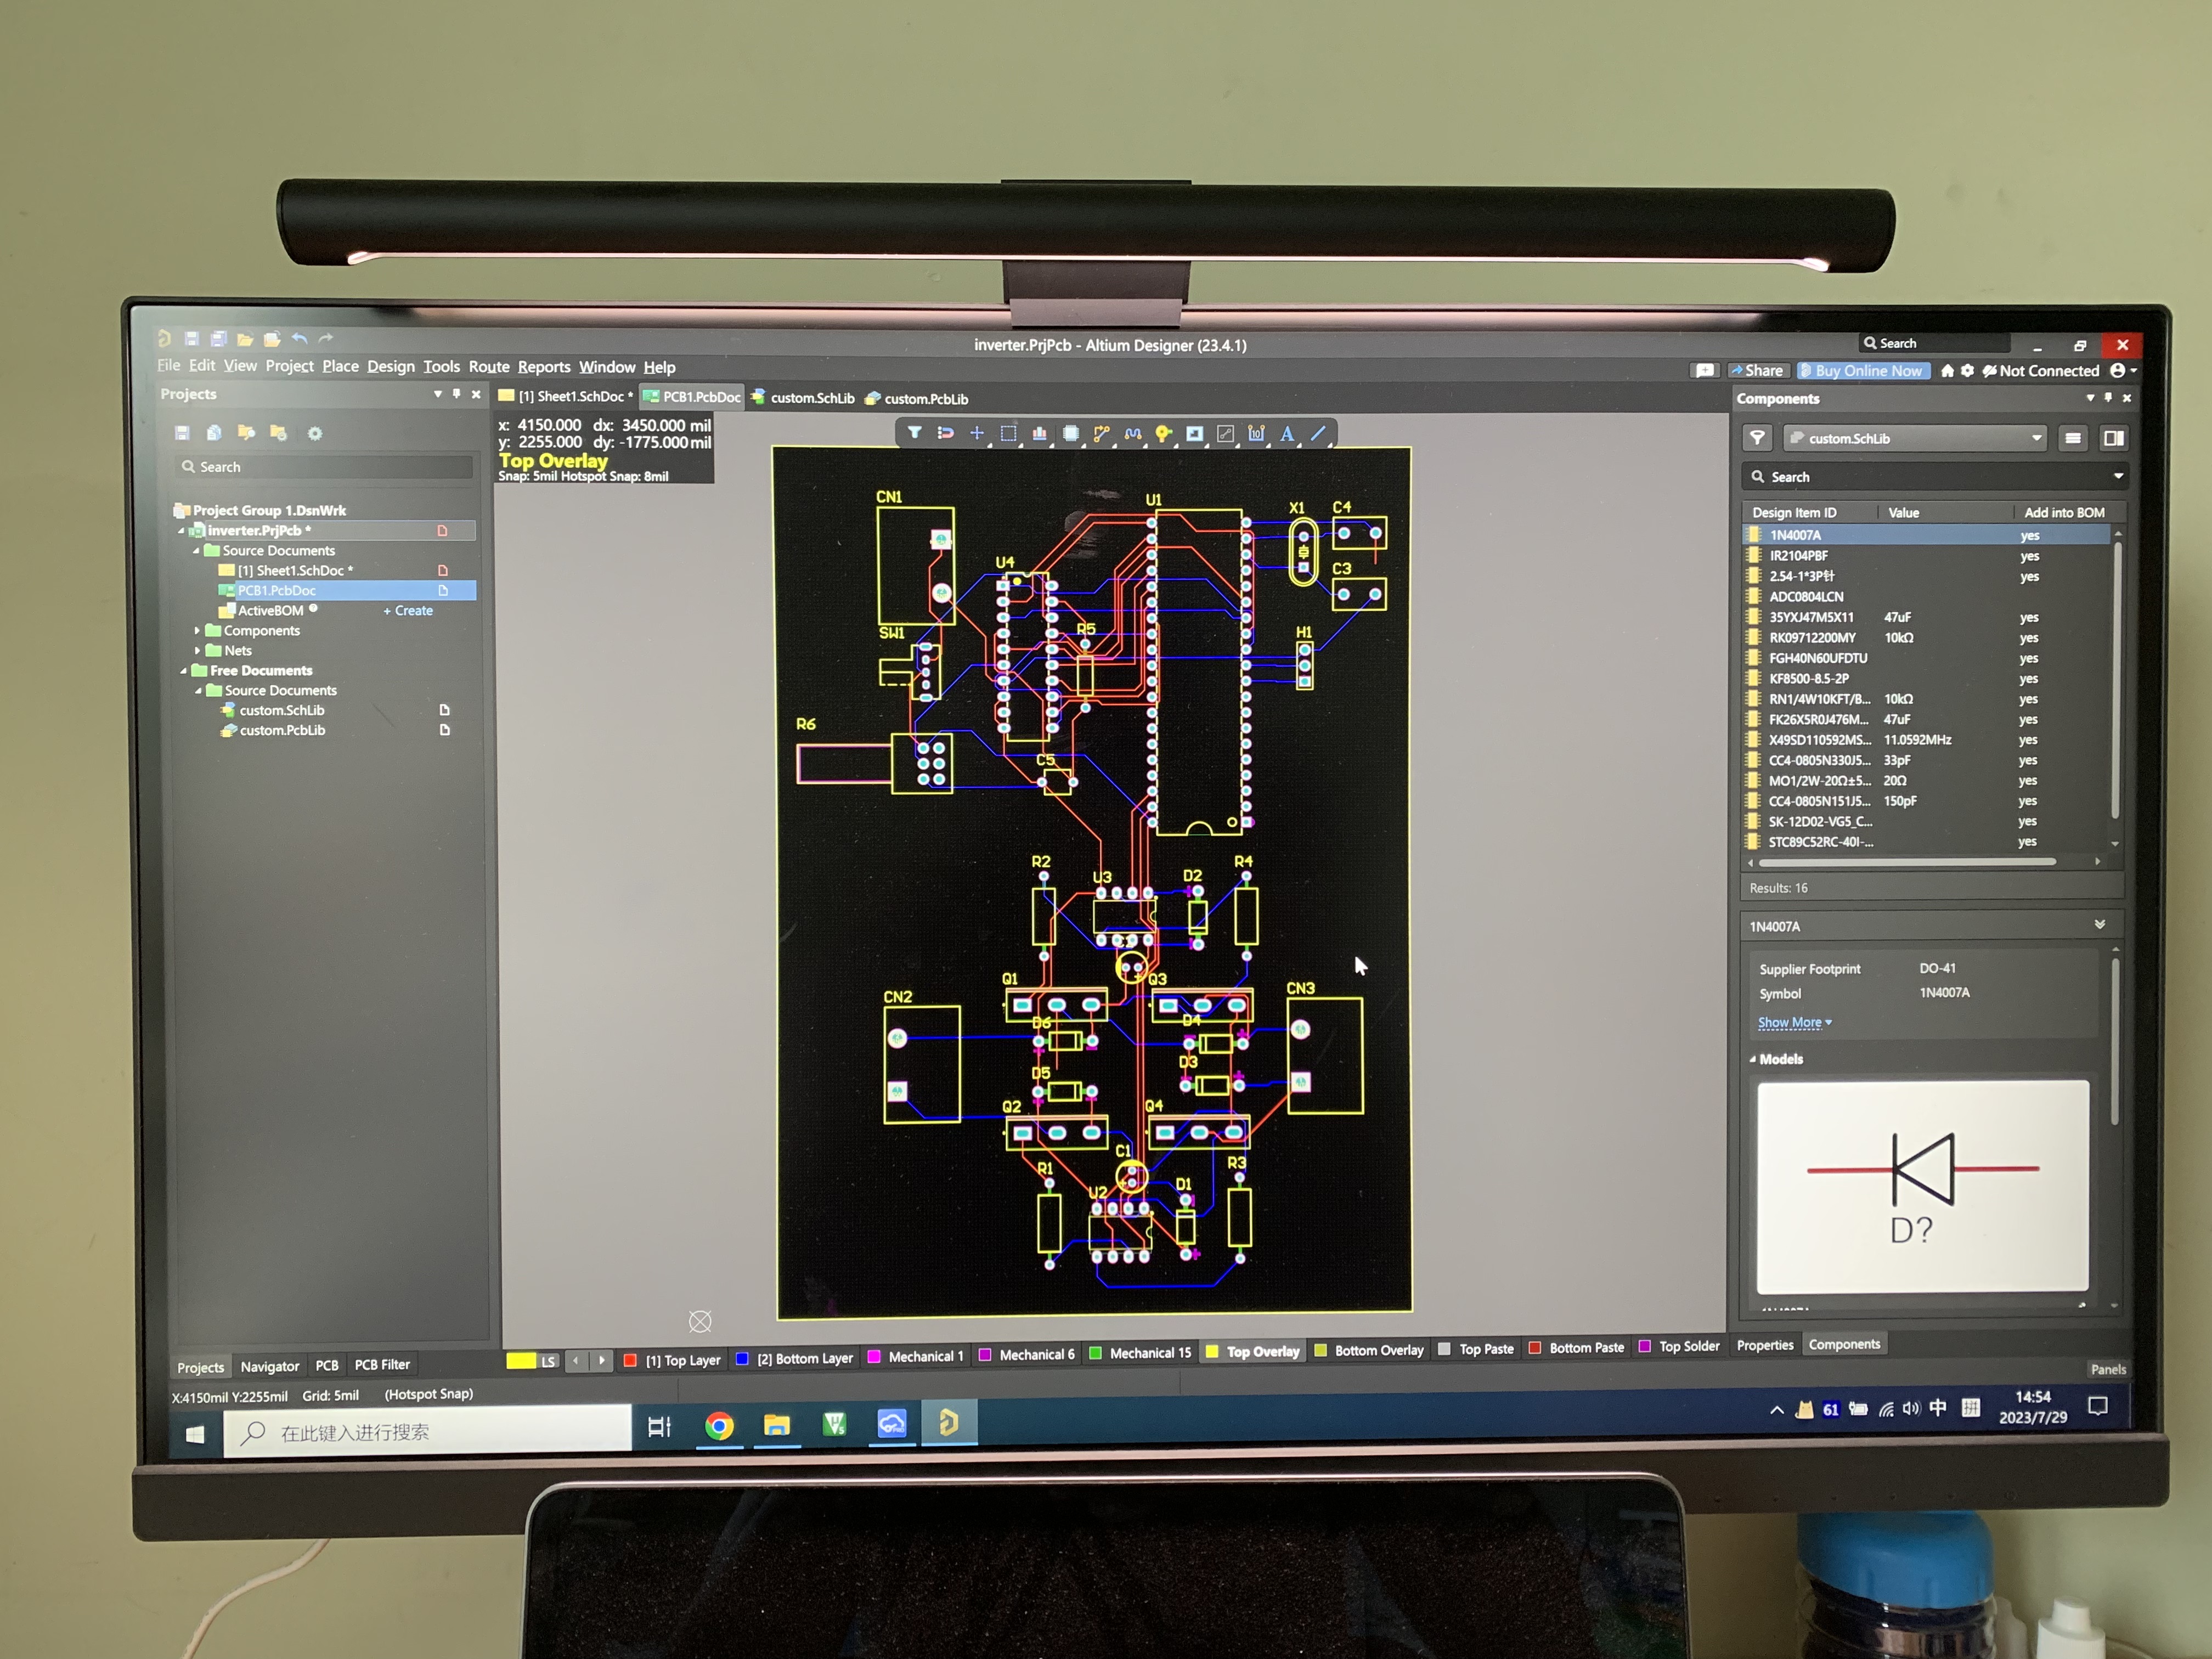 inverter.PrjPcb - Altium Designer (23.4.1)
Search
File Edit View Project Place Design Tools Route Reports Window Help
Share
Buy Online Now
Not Connected
Projects
[1] Sheet1.SchDoc *
PCB1.PcbDoc
custom.SchLib
custom.PcbLib
Search
Project Group 1.DsnWrk
inverter.PrjPcb *
Source Documents
[1] Sheet1.SchDoc *
PCB1.PcbDoc
ActiveBOM
+ Create
Components
Nets
Free Documents
Source Documents
custom.SchLib
custom.PcbLib
x: 4150.000 dx: 3450.000 mil
y: 2255.000 dy: -1775.000 mil
Top Overlay
Snap: 5mil Hotspot Snap: 8mil
CN1
U1
X1
C4
U4
C3
R5
SW1
H1
R6
C5
R2
U3
D2
R4
Q1
Q3
CN2
CN3
D6
D4
D5
D3
Q2
Q4
C1
R1
R3
U2
D1
Components
custom.SchLib
Search
Design Item ID Value Add into BOM
1N4007A yes
IR2104PBF yes
2.54-1*3P针 yes
ADC0804LCN
35YXJ47M5X11 47uF yes
RK09712200MY 10kΩ yes
FGH40N60UFDTU yes
KF8500-8.5-2P yes
RN1/4W10KFT/B... 10kΩ yes
FK26X5R0J476M... 47uF yes
X49SD110592MS... 11.0592MHz yes
CC4-0805N330J5... 33pF yes
MO1/2W-20Ω±5... 20Ω yes
CC4-0805N151J5... 150pF yes
SK-12D02-VG5_C... yes
STC89C52RC-40I-... yes
Results: 16
1N4007A
Supplier Footprint DO-41
Symbol 1N4007A
Show More
Models
D?
Projects Navigator PCB PCB Filter
LS
[1] Top Layer
[2] Bottom Layer
Mechanical 1
Mechanical 6
Mechanical 15
Top Overlay
Bottom Overlay
Top Paste
Bottom Paste
Top Solder
Properties Components
Panels
X:4150mil Y:2255mil Grid: 5mil (Hotspot Snap)
在此键入进行搜索
61
中
拼
14:54
2023/7/29